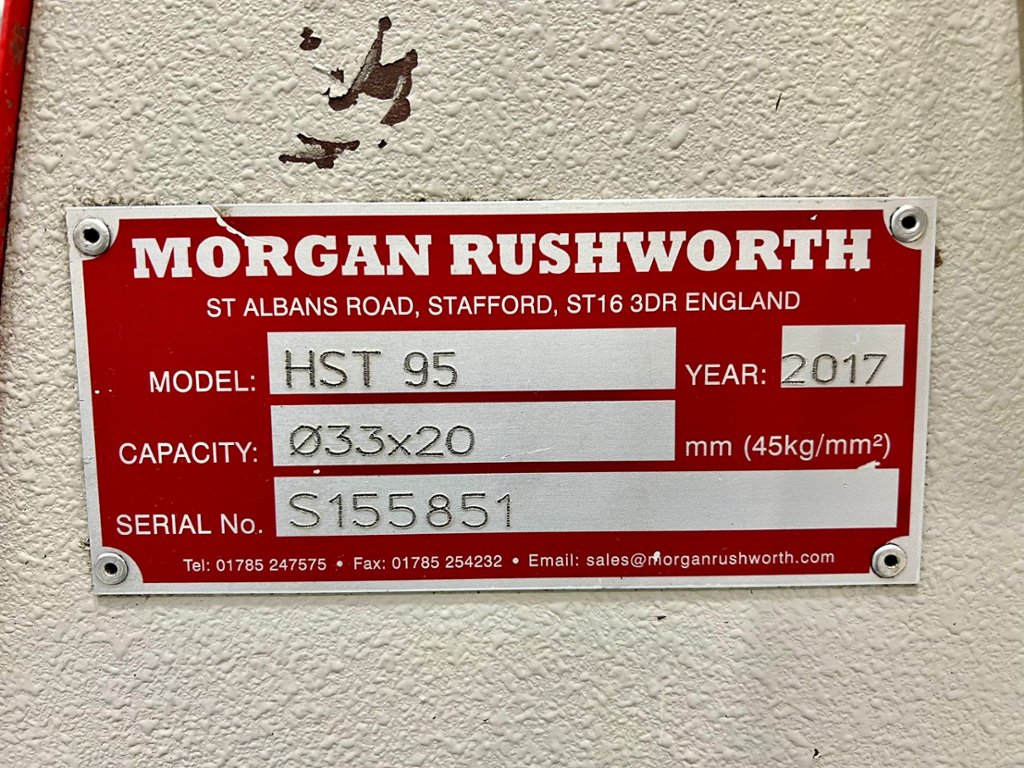 MORGAN RUSHWORTH
ST ALBANS ROAD, STAFFORD, ST16 3DR ENGLAND
MODEL: HST 95 YEAR: 2017
CAPACITY: Ø33x20 mm (45kg/mm²)
SERIAL No. S155851
Tel: 01785 247575 • Fax: 01785 254232 • Email: sales@morganrushworth.com